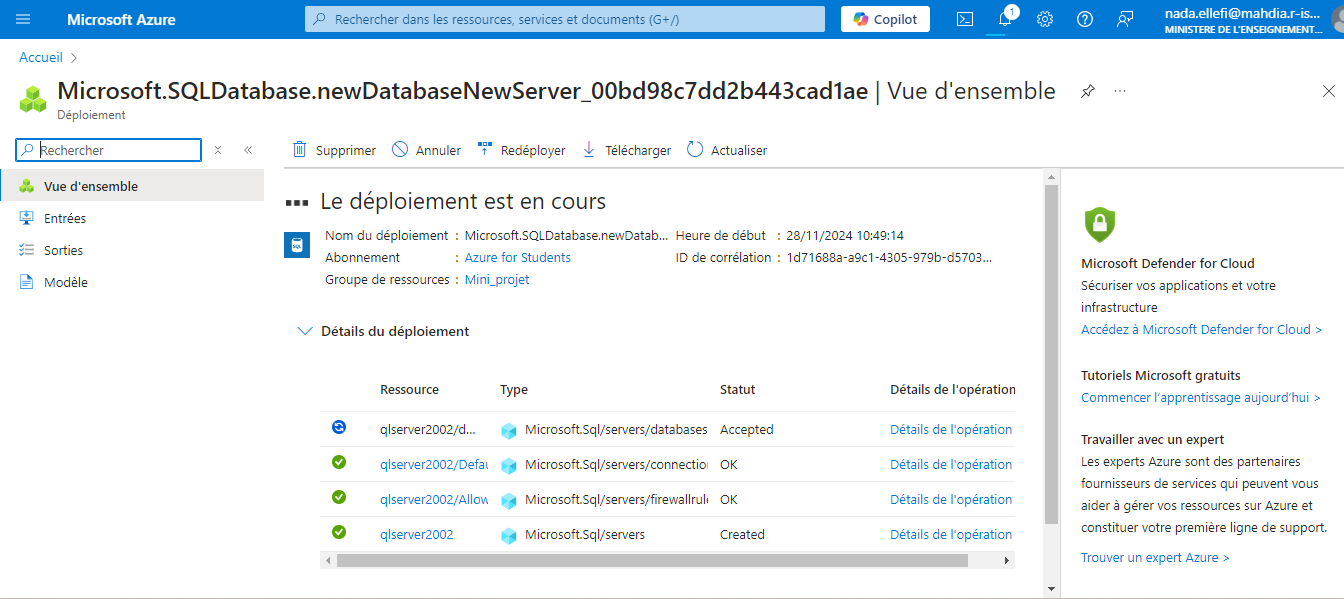 Microsoft Azure
Rechercher dans les ressources, services et documents (G+/)
Copilot
1
nada.ellefi@mahdia.r-is...
MINISTERE DE L'ENSEIGNEMENT...
Accueil >
Microsoft.SQLDatabase.newDatabaseNewServer_00bd98c7dd2b443cad1ae | Vue d'ensemble
Déploiement
Rechercher
Supprimer Annuler Redéployer Télécharger Actualiser
Vue d'ensemble
Entrées
Sorties
Modèle
Le déploiement est en cours
SQL
Nom du déploiement : Microsoft.SQLDatabase.newDatab... Heure de début : 28/11/2024 10:49:14
Abonnement : Azure for Students ID de corrélation : 1d71688a-a9c1-4305-979b-d5703...
Groupe de ressources : Mini_projet
Détails du déploiement
Ressource Type Statut Détails de l'opération
qlserver2002/d... Microsoft.Sql/servers/databases Accepted Détails de l'opération
qlserver2002/Defau Microsoft.Sql/servers/connection OK Détails de l'opération
qlserver2002/Allow Microsoft.Sql/servers/firewallrule OK Détails de l'opération
qlserver2002 Microsoft.Sql/servers Created Détails de l'opération
Microsoft Defender for Cloud
Sécuriser vos applications et votre
infrastructure
Accédez à Microsoft Defender for Cloud >
Tutoriels Microsoft gratuits
Commencer l’apprentissage aujourd’hui >
Travailler avec un expert
Les experts Azure sont des partenaires
fournisseurs de services qui peuvent vous
aider à gérer vos ressources sur Azure et
constituer votre première ligne de support.
Trouver un expert Azure >